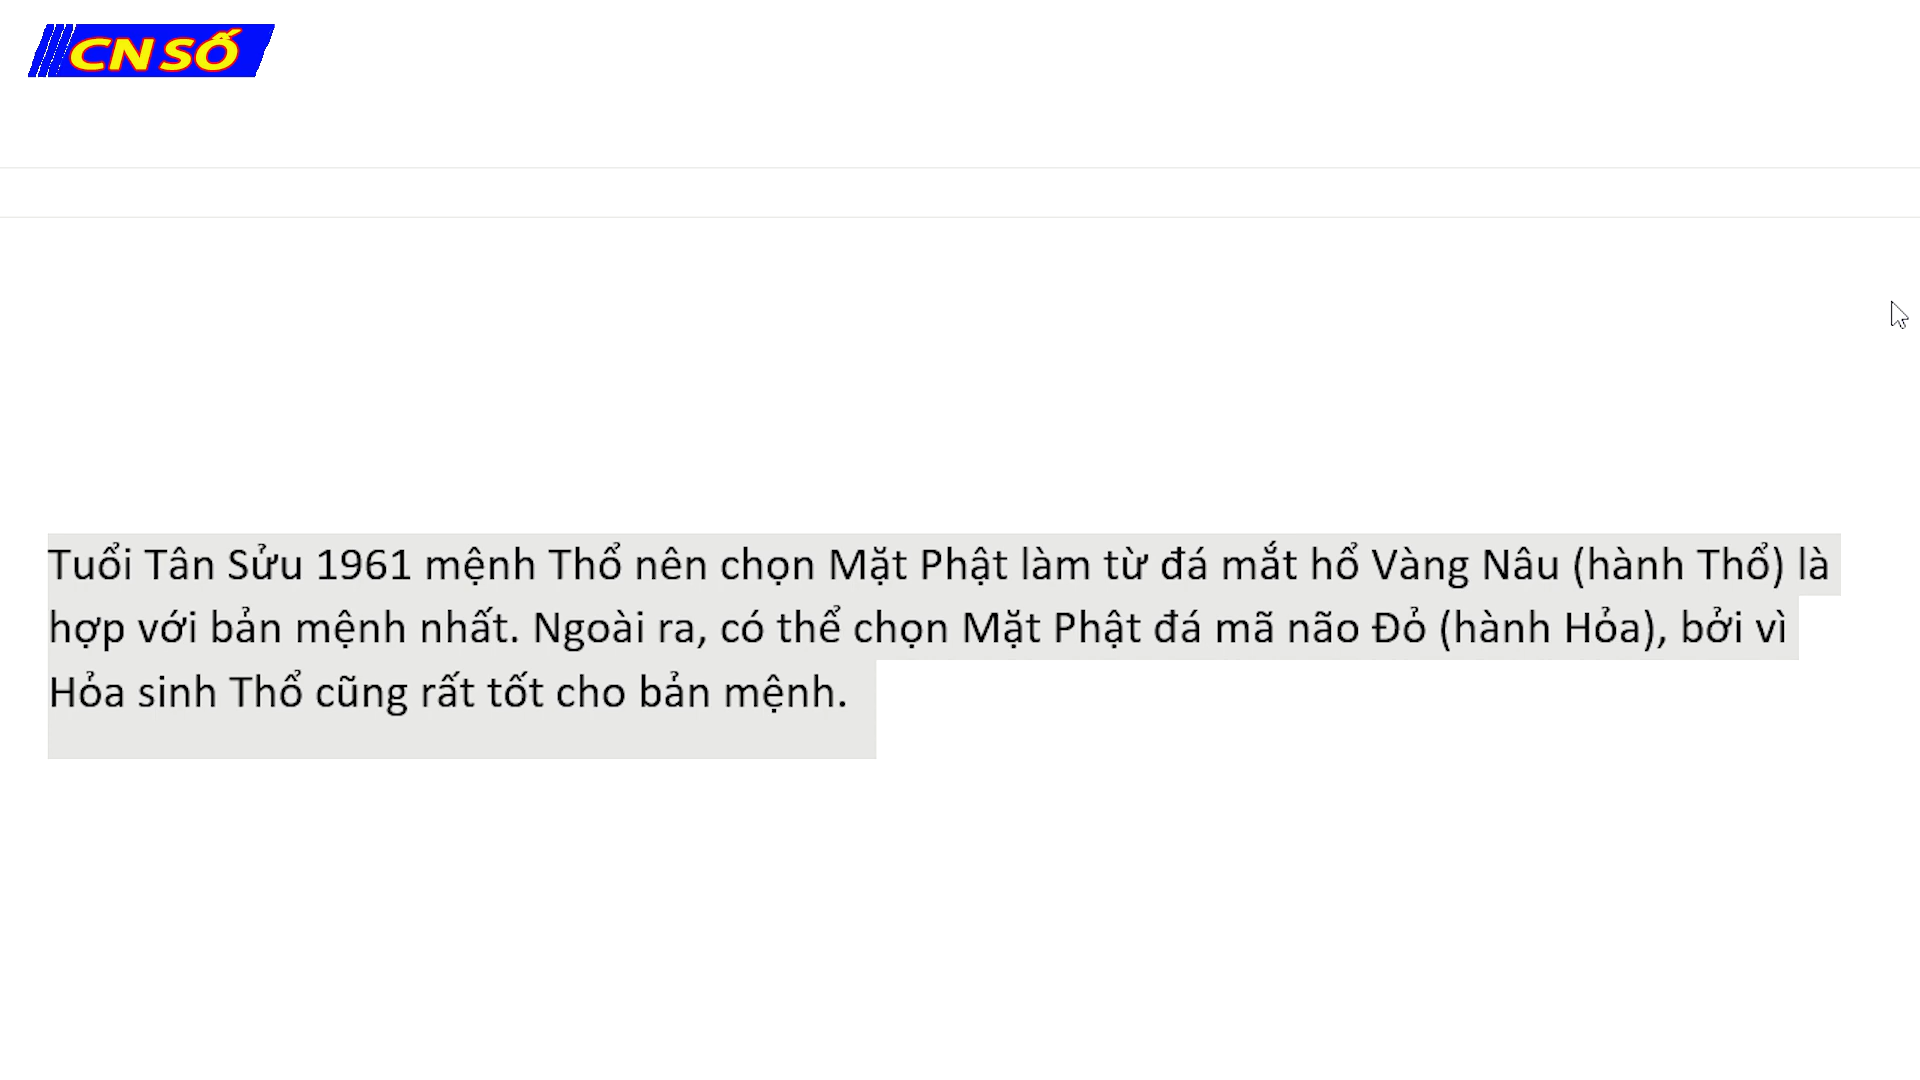 CN SỐ
Tuổi Tân Sửu 1961 mệnh Thổ nên chọn Mặt Phật làm từ đá mắt hổ Vàng Nâu (hành Thổ) là
hợp với bản mệnh nhất. Ngoài ra, có thể chọn Mặt Phật đá mã não Đỏ (hành Hỏa), bởi vì
Hỏa sinh Thổ cũng rất tốt cho bản mệnh.